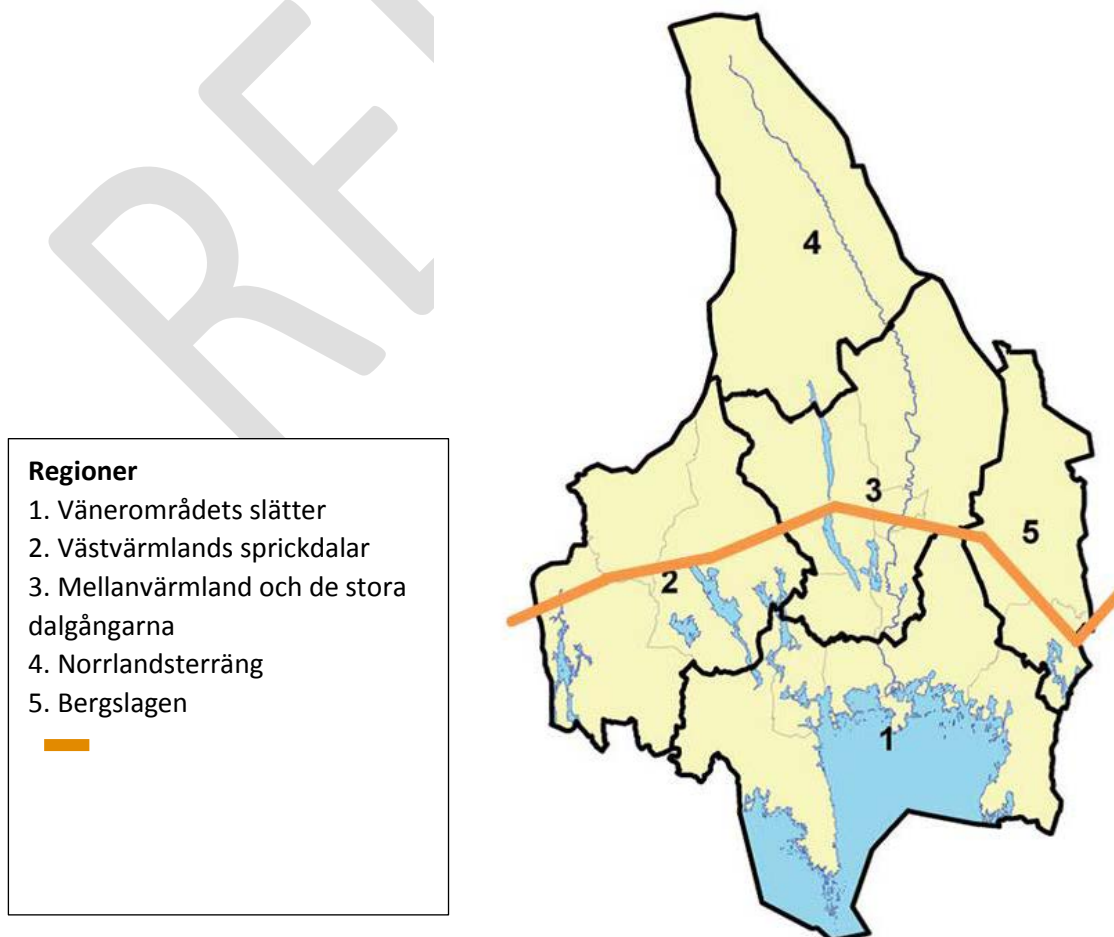 Regioner
1. Vänerområdets slätter
2. Västvärmlands sprickdalar
3. Mellanvärmland och de stora
dalgångarna
4. Norrlandsterräng
5. Bergslagen
4
3
5
2
1